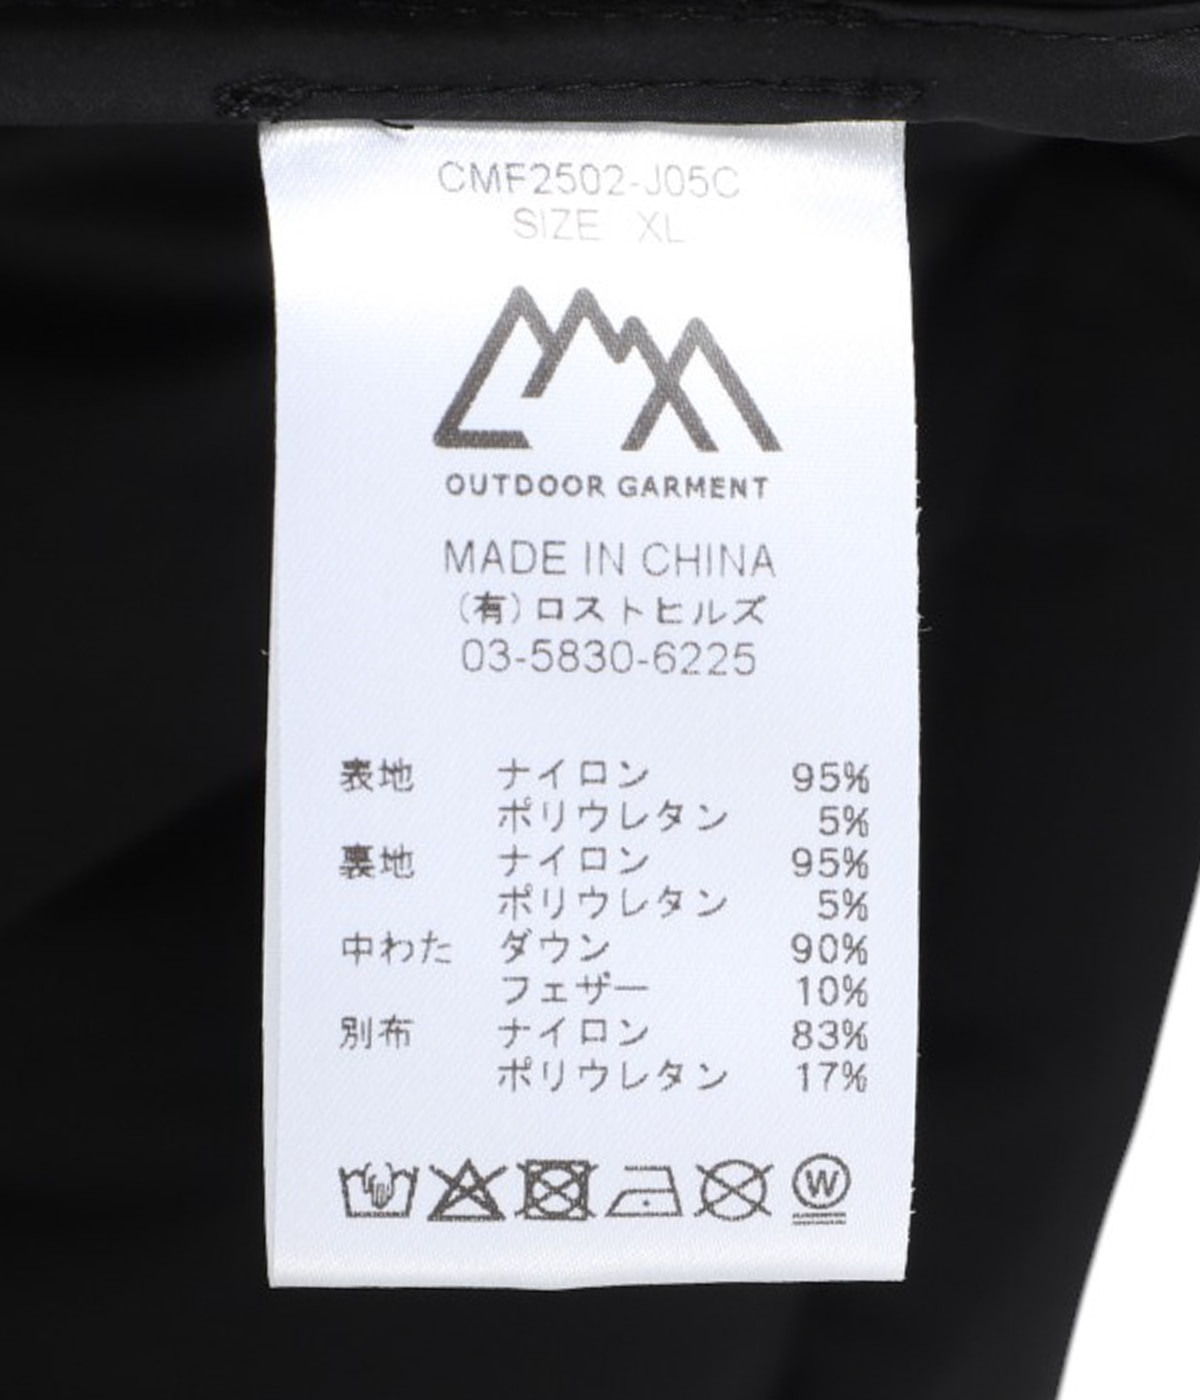 CMF2502-J05C
SIZE XL
OUTDOOR GARMENT
MADE IN CHINA
(有)ロストヒルズ
03-5830-6225
表地 ナイロン 95%
ポリウレタン 5%
裏地 ナイロン 95%
ポリウレタン 5%
中わた ダウン 90%
フェザー 10%
別布 ナイロン 83%
ポリウレタン 17%
W